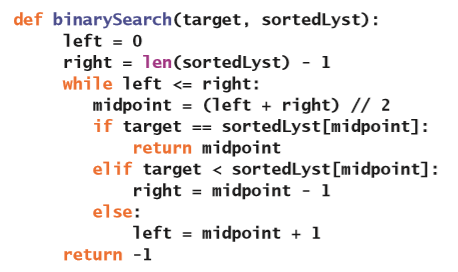 def binarySearch(target, sortedLyst):
    left = 0
    right = len(sortedLyst) - 1
    while left <= right:
        midpoint = (left + right) // 2
        if target == sortedLyst[midpoint]:
            return midpoint
        elif target < sortedLyst[midpoint]:
            right = midpoint - 1
        else:
            left = midpoint + 1
    return -1